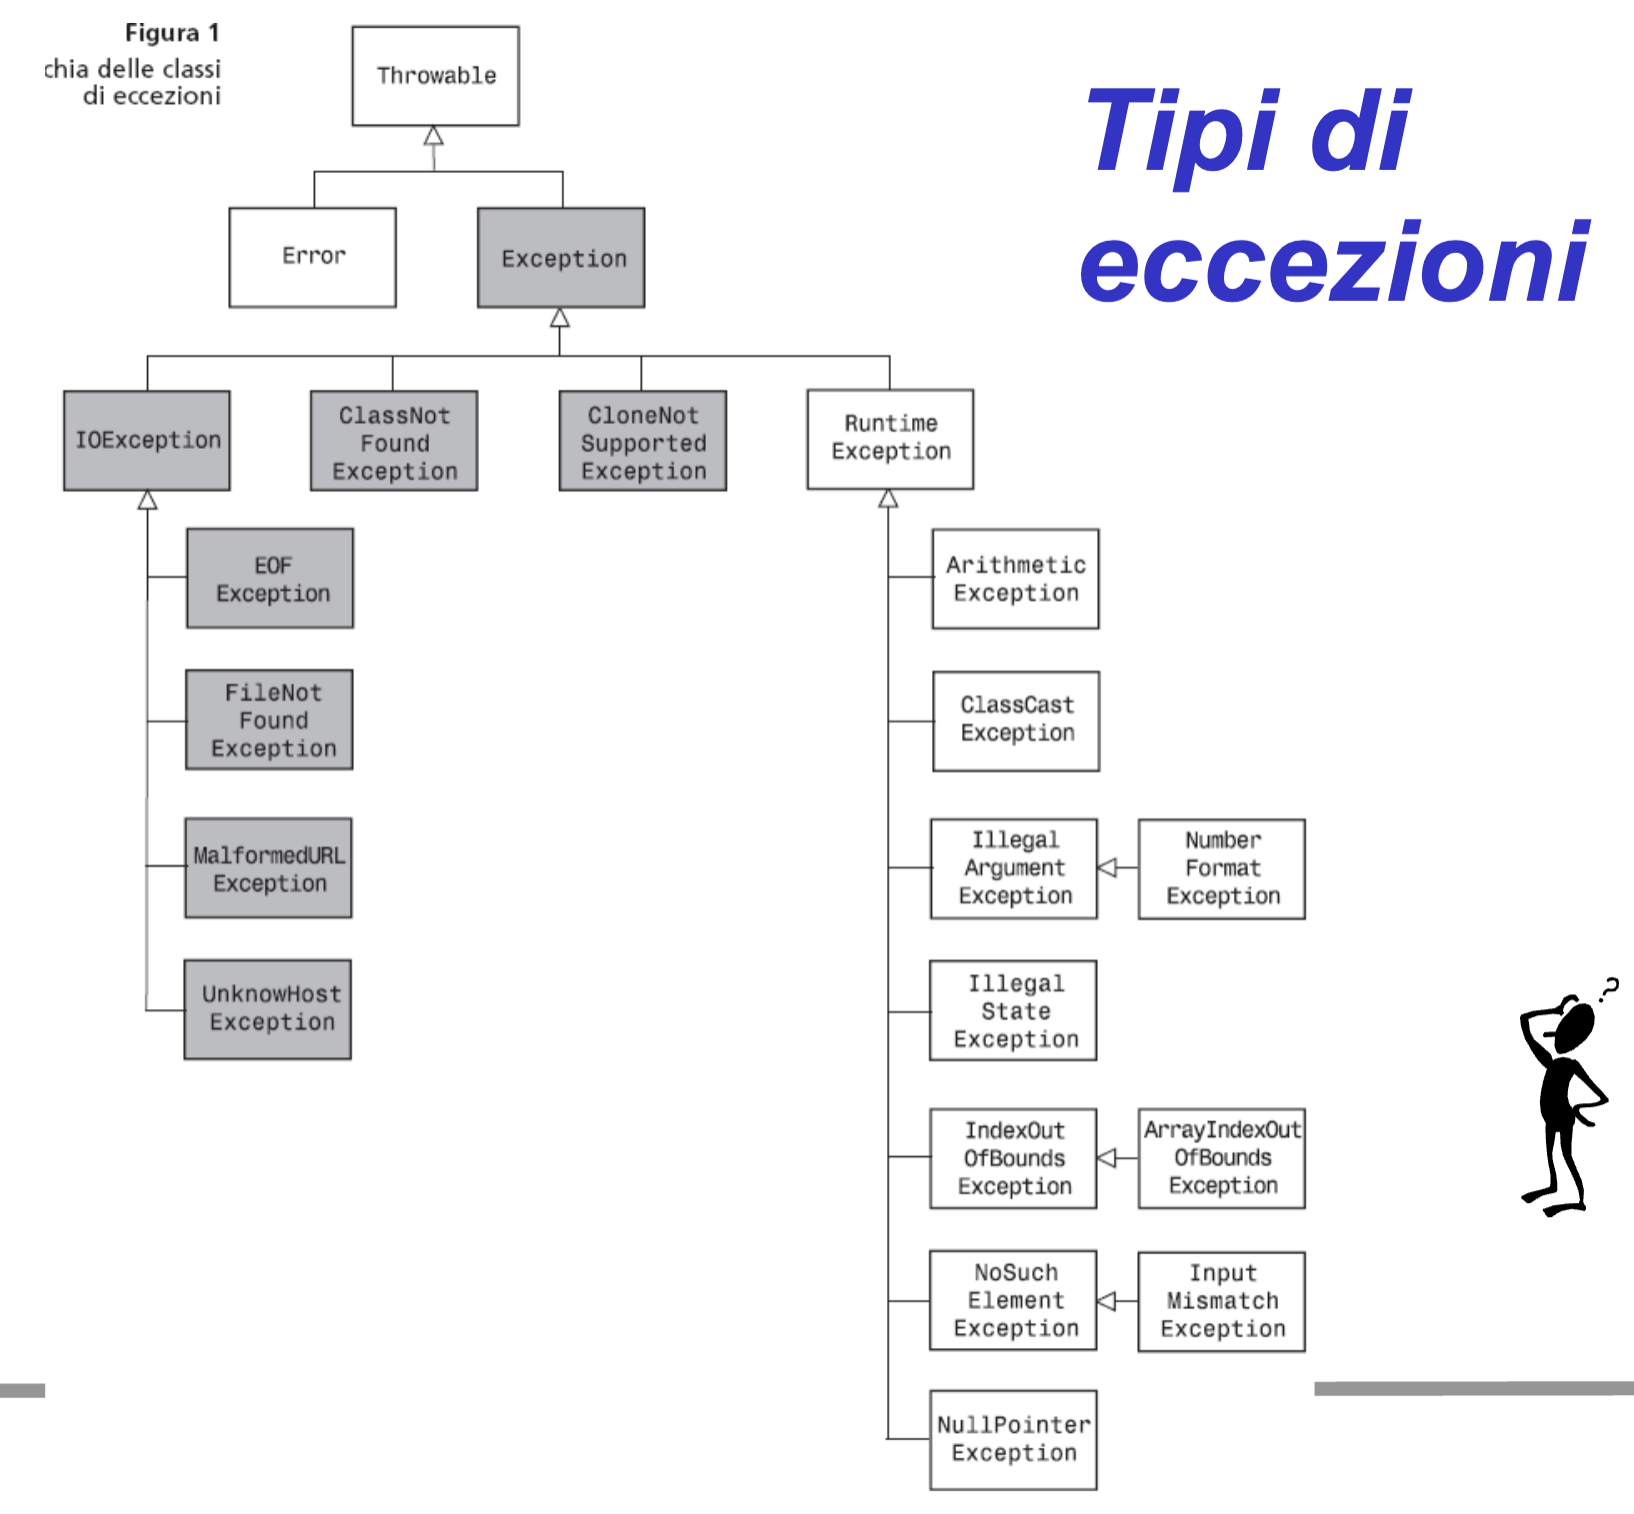 Figura 1
chia delle classi
di eccezioni
Tipi di
eccezioni
Throwable
Error
Exception
IOException
ClassNot
Found
Exception
CloneNot
Supported
Exception
Runtime
Exception
EOF
Exception
FileNot
Found
Exception
MalformedURL
Exception
UnknowHost
Exception
Arithmetic
Exception
ClassCast
Exception
Illegal
Argument
Exception
Number
Format
Exception
Illegal
State
Exception
IndexOut
OfBounds
Exception
ArrayIndexOut
OfBounds
Exception
NoSuch
Element
Exception
Input
Mismatch
Exception
NullPointer
Exception
?